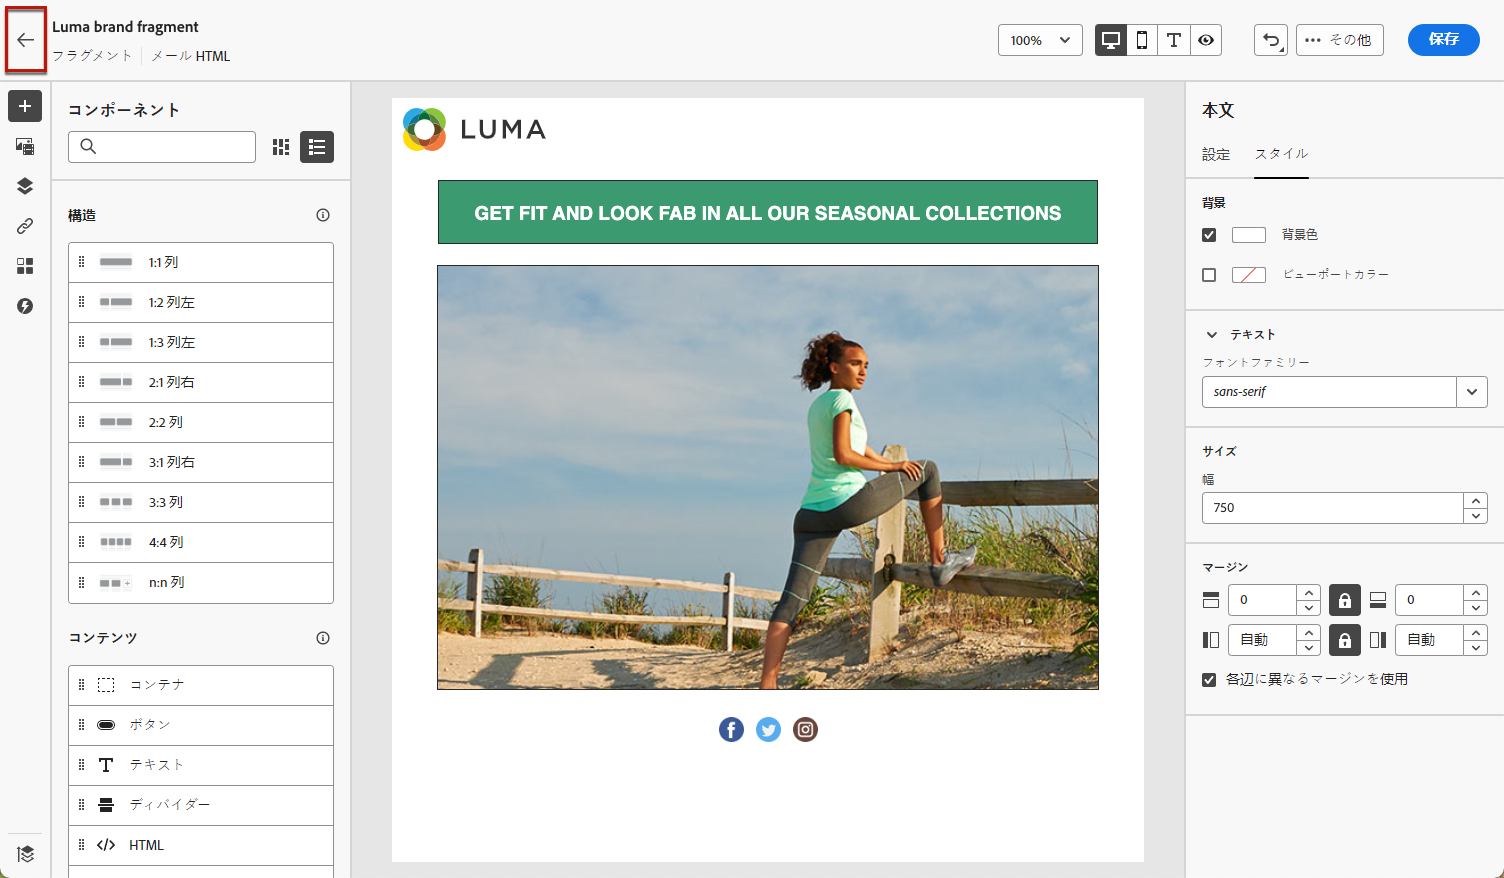 Luma brand fragment
フラグメント メール HTML
100%
その他
保存
コンポーネント
構造
1:1 列
1:2 列左
1:3 列左
2:1 列右
2:2 列
3:1 列右
3:3 列
4:4 列
n:n 列
コンテンツ
コンテナ
ボタン
テキスト
ディバイダー
HTML
LUMA
GET FIT AND LOOK FAB IN ALL OUR SEASONAL COLLECTIONS
本文
設定 スタイル
背景
背景色
ビューポートカラー
テキスト
フォントファミリー
sans-serif
サイズ
幅
750
マージン
0 0
自動 自動
各辺に異なるマージンを使用